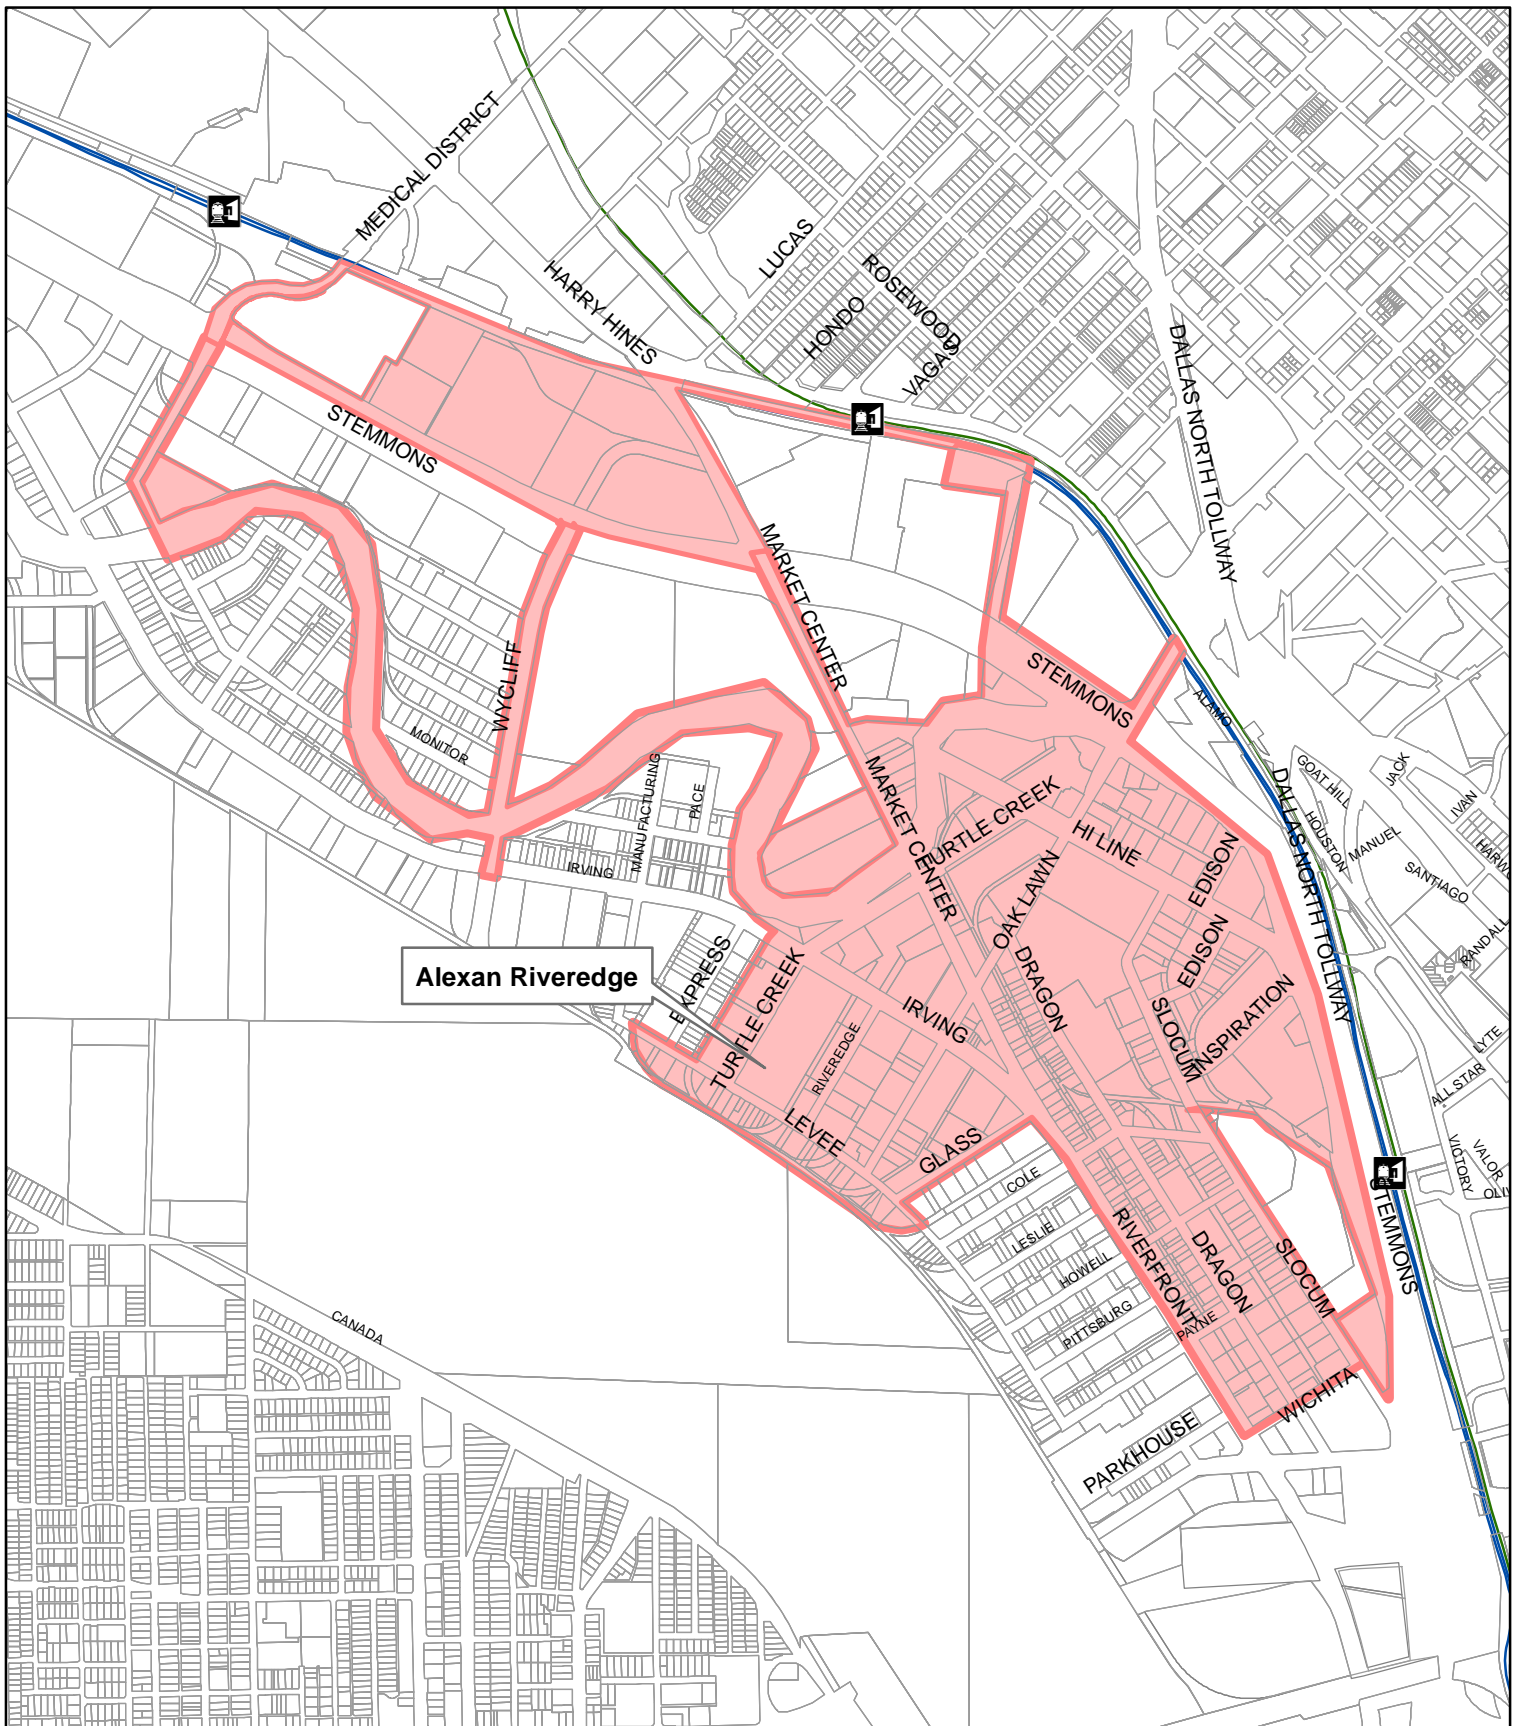 MEDICAL DISTRICT
HARRY HINES
LUCAS
HONDO
ROSEWOOD
VAGAS
DALLAS NORTH TOLLWAY
STEMMONS
MARKET CENTER
WYCLIFF
MONITOR
STEMMONS
ALAMO
MANUFACTURING
PACE
IRVING
MARKET CENTER
TURTLE CREEK
HI LINE
EDISON
DALLAS NORTH TOLLWAY
GOAT HILL
JACK
HOUSTON
IVAN
MANUEL
SANTIAGO
RANDALL
OAK LAWN
EDISON
DRAGON
SLOCUM
INSPIRATION
Alexan Riveredge
EXPRESS
TURTLE CREEK
IRVING
RIVEREDGE
LEVEE
GLASS
LYTE
ALL STAR
VICTORY
VALOR
COLE
LESLIE
HOWELL
PITTSBURG
PAYNE
RIVERFRONT
DRAGON
SLOCUM
STEMMONS
WICHITA
PARKHOUSE
CANADA